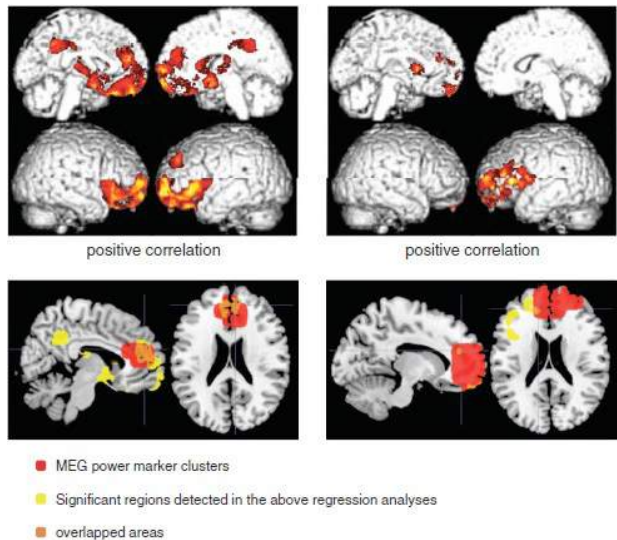 positive correlation
positive correlation
MEG power marker clusters
Significant regions detected in the above regression analyses
overlapped areas